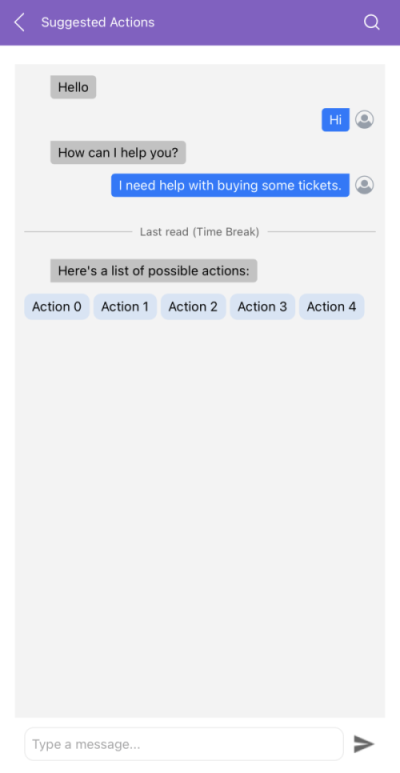 Suggested Actions
Hello
Hi
How can I help you?
I need help with buying some tickets.
Last read (Time Break)
Here's a list of possible actions:
Action 0 Action 1 Action 2 Action 3 Action 4
Type a message...